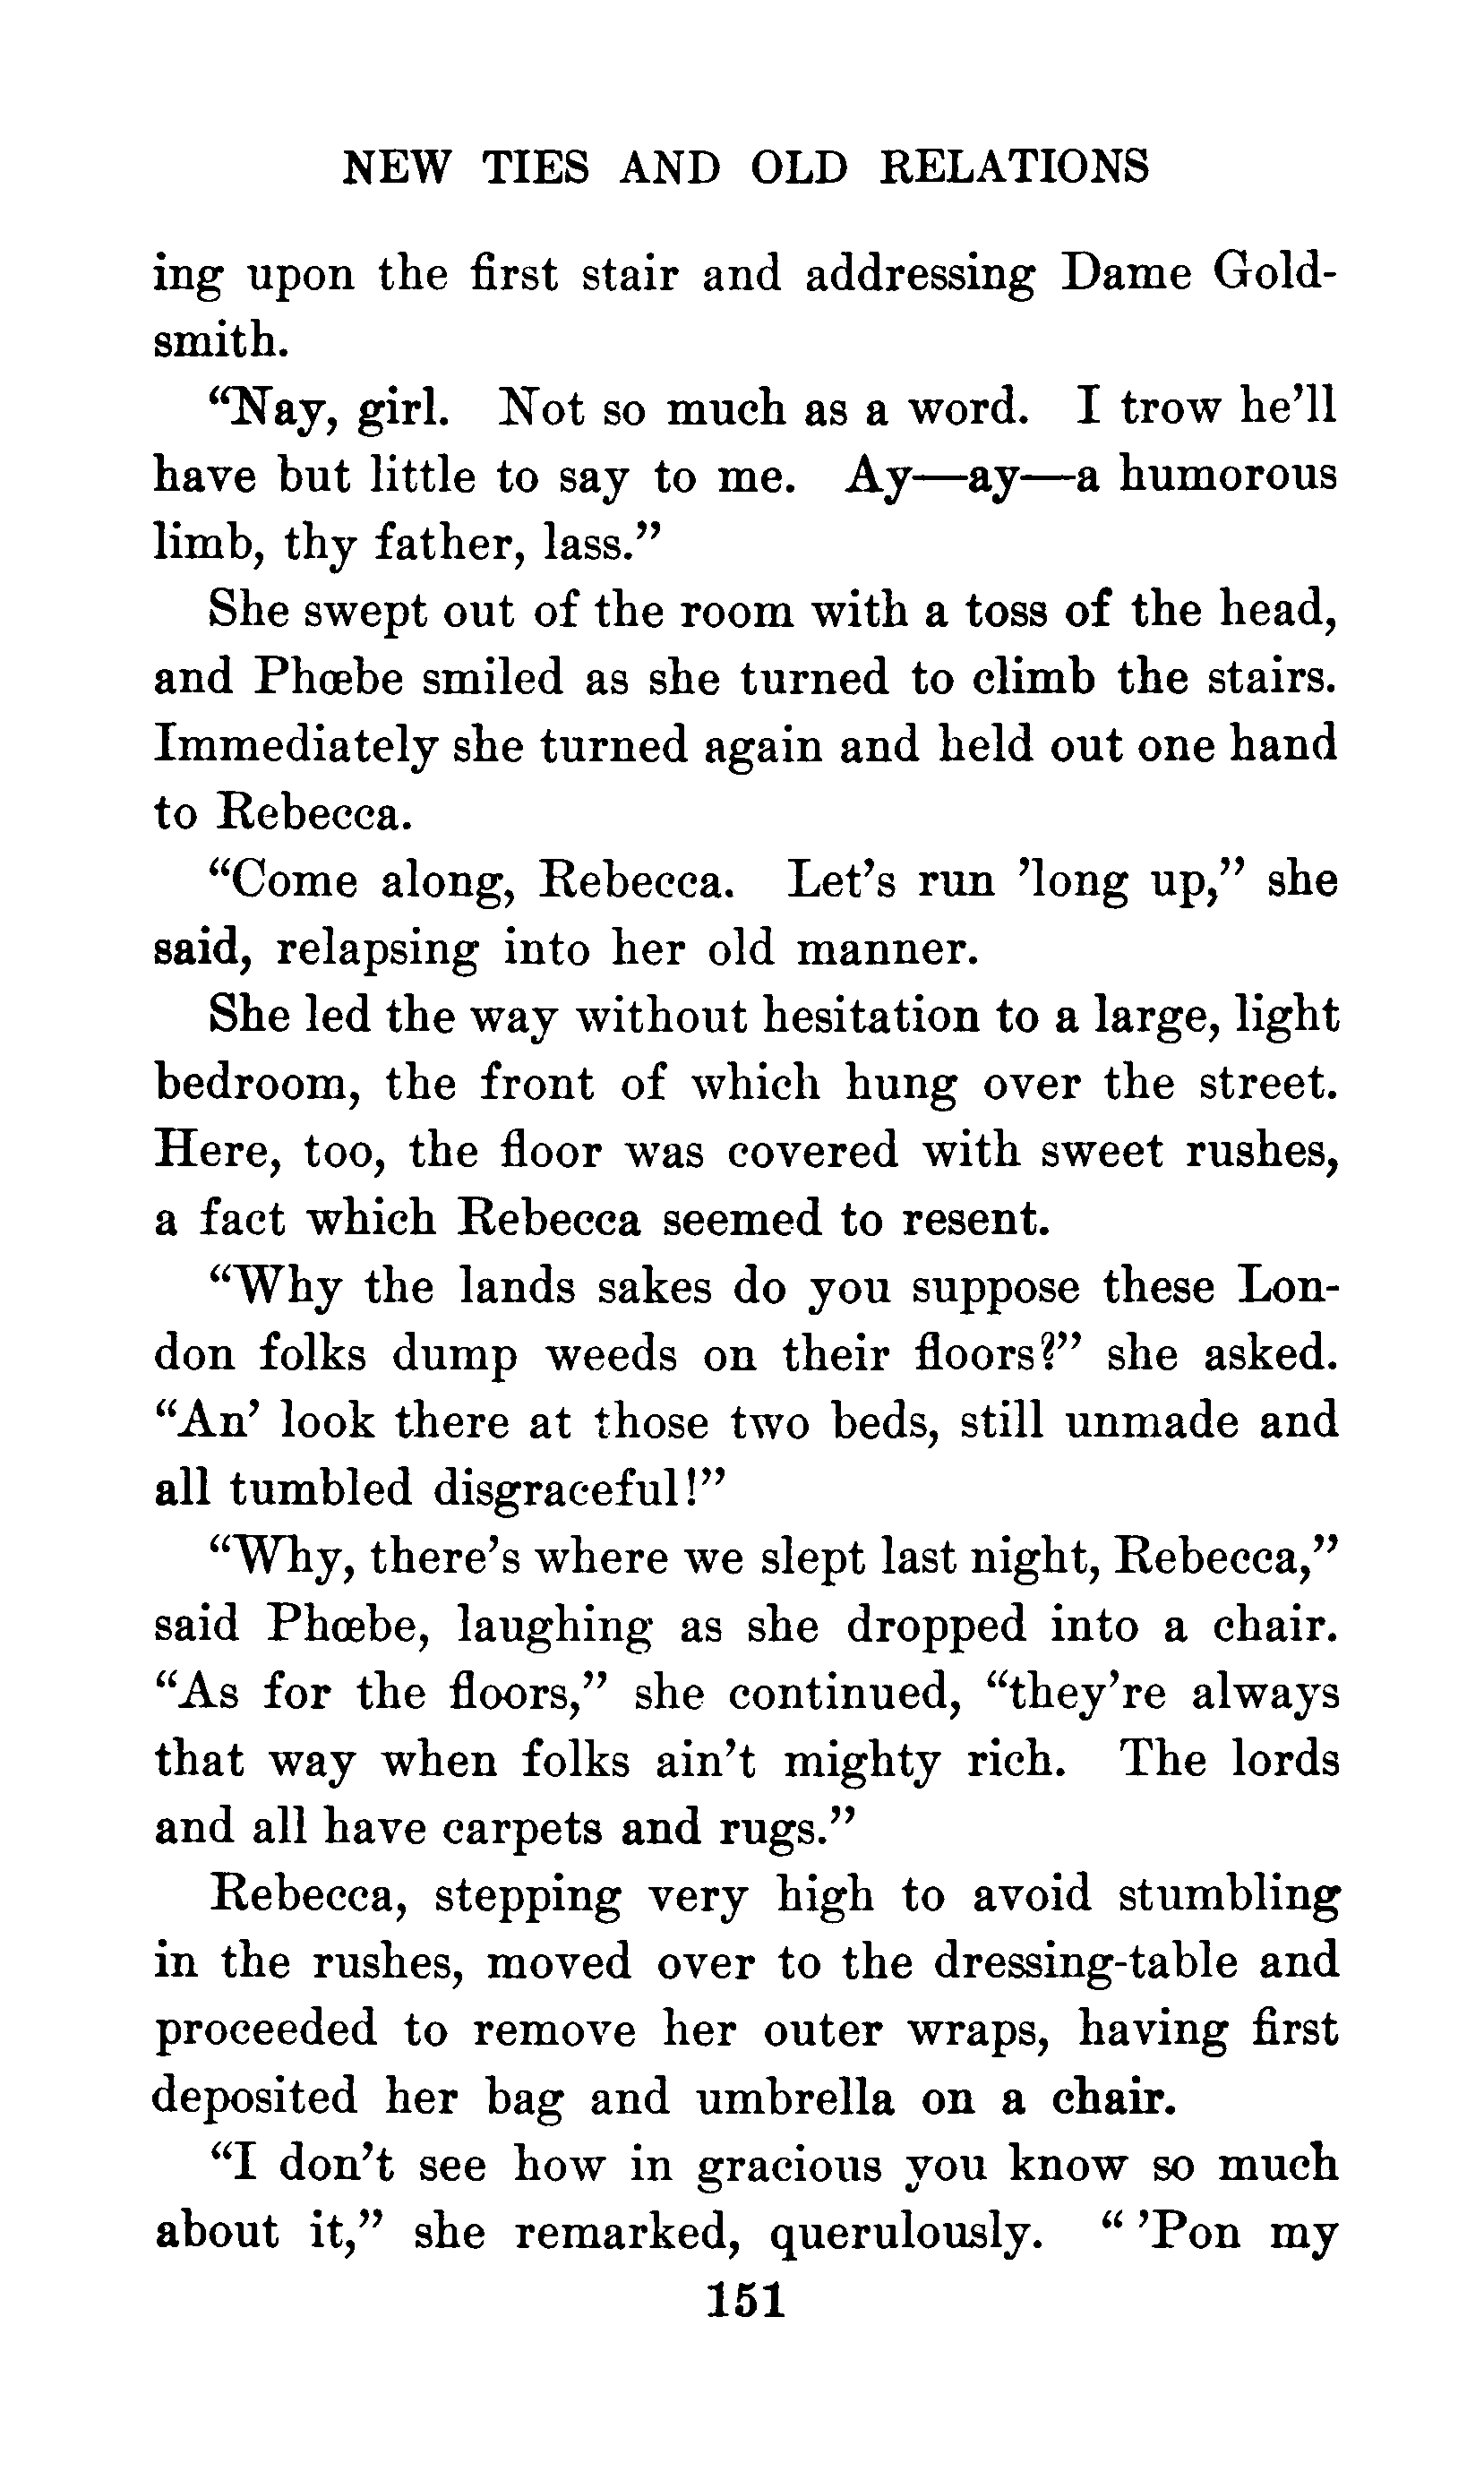 NEW TIES AND OLD RELATIONS
ing upon the first stair and addressing Dame Gold-
smith.
“Nay, girl. Not so much as a word. I trow he’ll
have but little to say to me. Ay—ay—a humorous
limb, thy father, lass.”
She swept out of the room with a toss of the head,
and Phœbe smiled as she turned to climb the stairs.
Immediately she turned again and held out one hand
to Rebecca.
“Come along, Rebecca. Let’s run ’long up,” she
said, relapsing into her old manner.
She led the way without hesitation to a large, light
bedroom, the front of which hung over the street.
Here, too, the floor was covered with sweet rushes,
a fact which Rebecca seemed to resent.
“Why the lands sakes do you suppose these Lon-
don folks dump weeds on their floors?” she asked.
“An’ look there at those two beds, still unmade and
all tumbled disgraceful!”
“Why, there’s where we slept last night, Rebecca,”
said Phœbe, laughing as she dropped into a chair.
“As for the floors,” she continued, “they’re always
that way when folks ain’t mighty rich. The lords
and all have carpets and rugs.”
Rebecca, stepping very high to avoid stumbling
in the rushes, moved over to the dressing-table and
proceeded to remove her outer wraps, having first
deposited her bag and umbrella on a chair.
“I don’t see how in gracious you know so much
about it,” she remarked, querulously. “ ’Pon my
151